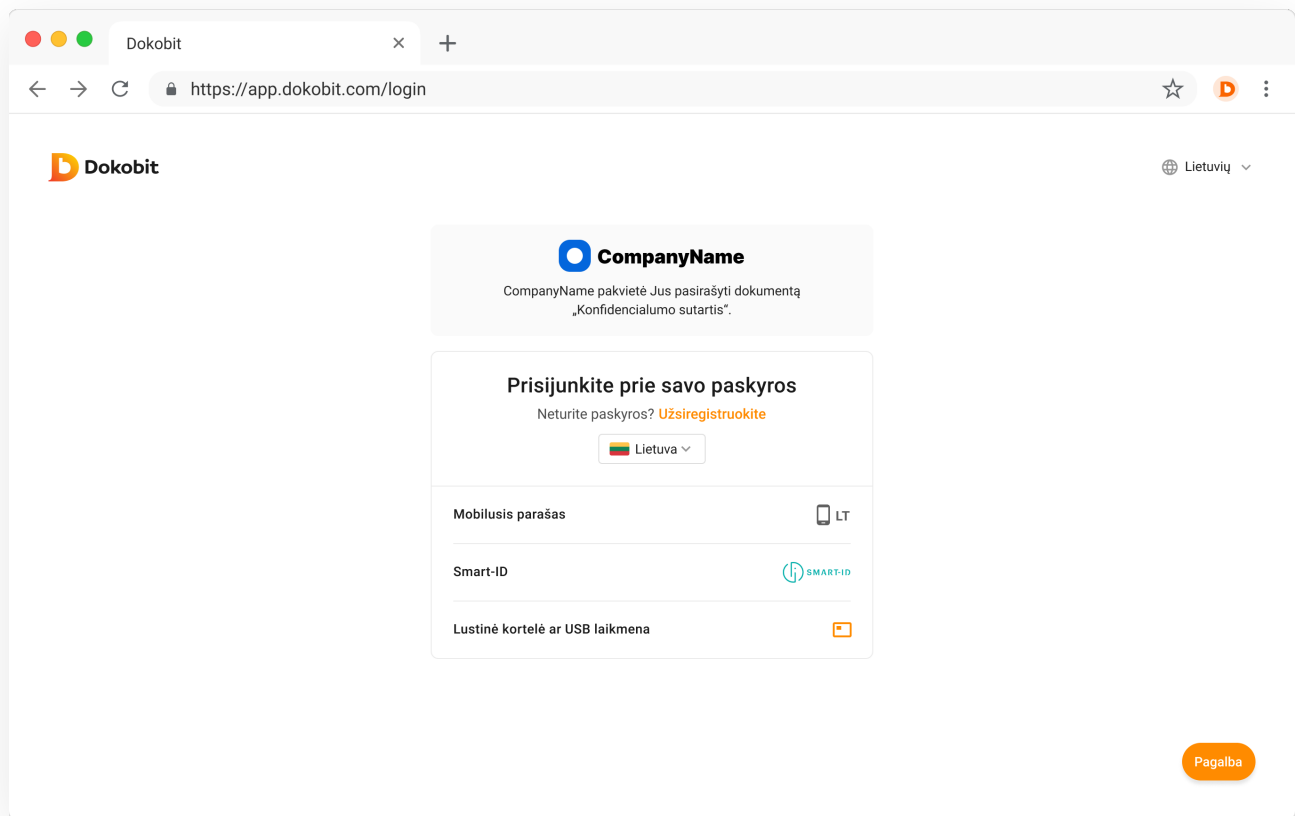 Dokobit
https://app.dokobit.com/login
Dokobit
Lietuvių
CompanyName
CompanyName pakvietė Jus pasirašyti dokumentą
„Konfidencialumo sutartis“.
Prisijunkite prie savo paskyros
Neturite paskyros? Užsiregistruokite
Lietuva
Mobilusis parašas
LT
Smart-ID
SMART-ID
Lustinė kortelė ar USB laikmena
Pagalba